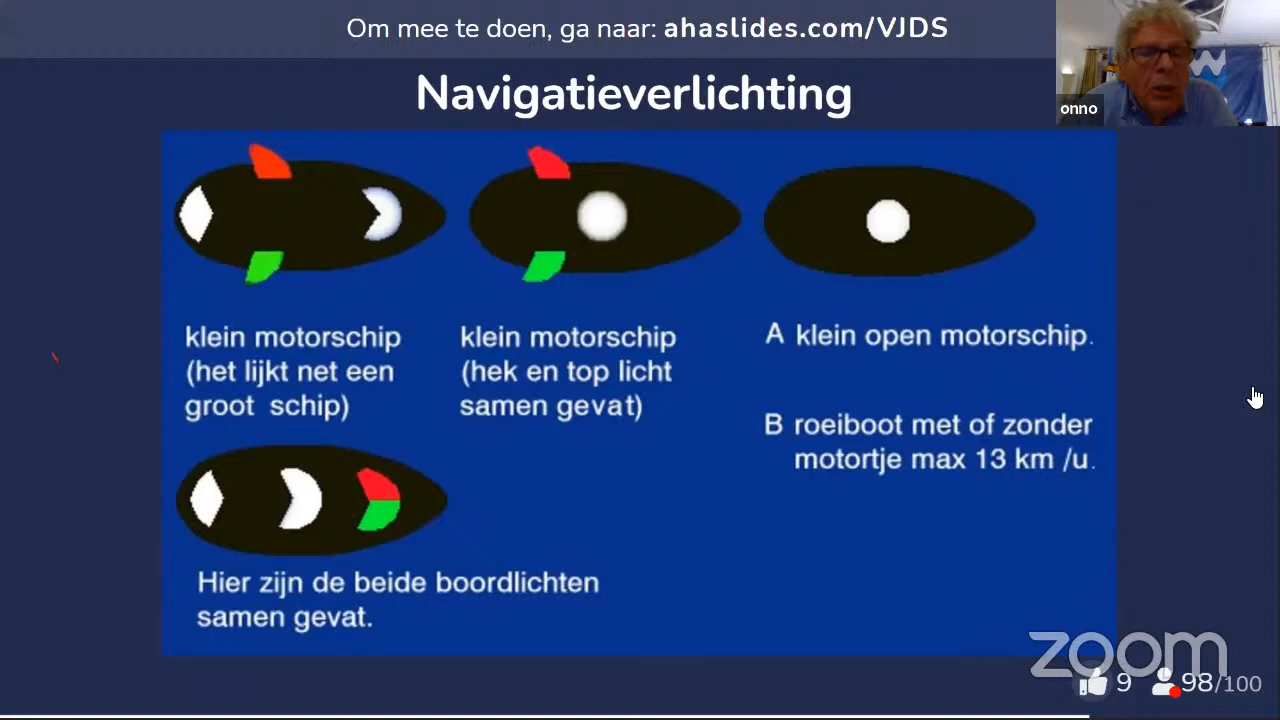 Om mee te doen, ga naar: ahaslides.com/VJDS
onno
Navigatieverlichting
klein motorschip
(het lijkt net een
groot schip)
klein motorschip
(hek en top licht
samen gevat)
A klein open motorschip.
B roeiboot met of zonder
motortje max 13 km /u.
Hier zijn de beide boordlichten
samen gevat.
zoom
9
98/100